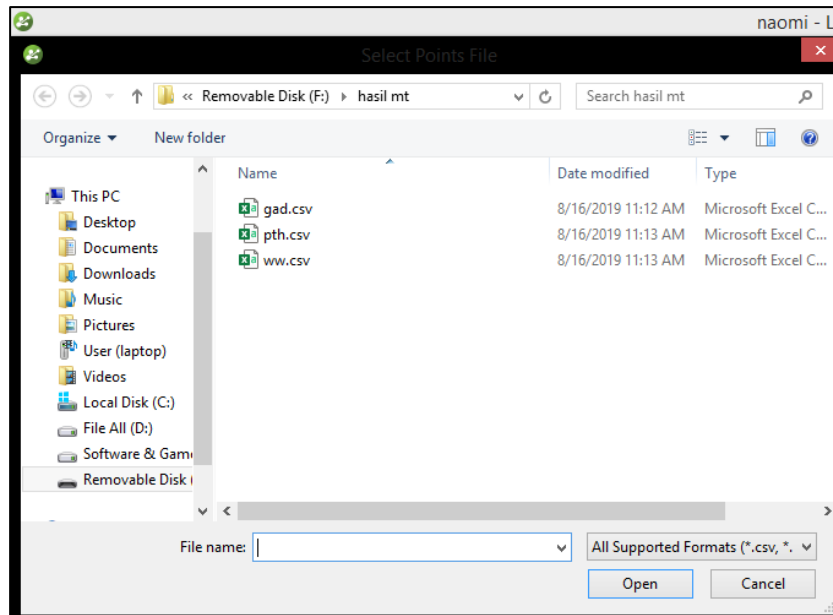 naomi - L
Select Points File
« Removable Disk (F:) hasil mt Search hasil mt
Organize New folder
Name Date modified Type
This PC
Desktop
Documents
Downloads
Music
Pictures
User (laptop)
Videos
Local Disk (C:)
File All (D:)
Software & Gam
Removable Disk (
gad.csv 8/16/2019 11:12 AM Microsoft Excel C...
pth.csv 8/16/2019 11:13 AM Microsoft Excel C...
ww.csv 8/16/2019 11:13 AM Microsoft Excel C...
File name: All Supported Formats (*.csv, *.
Open Cancel